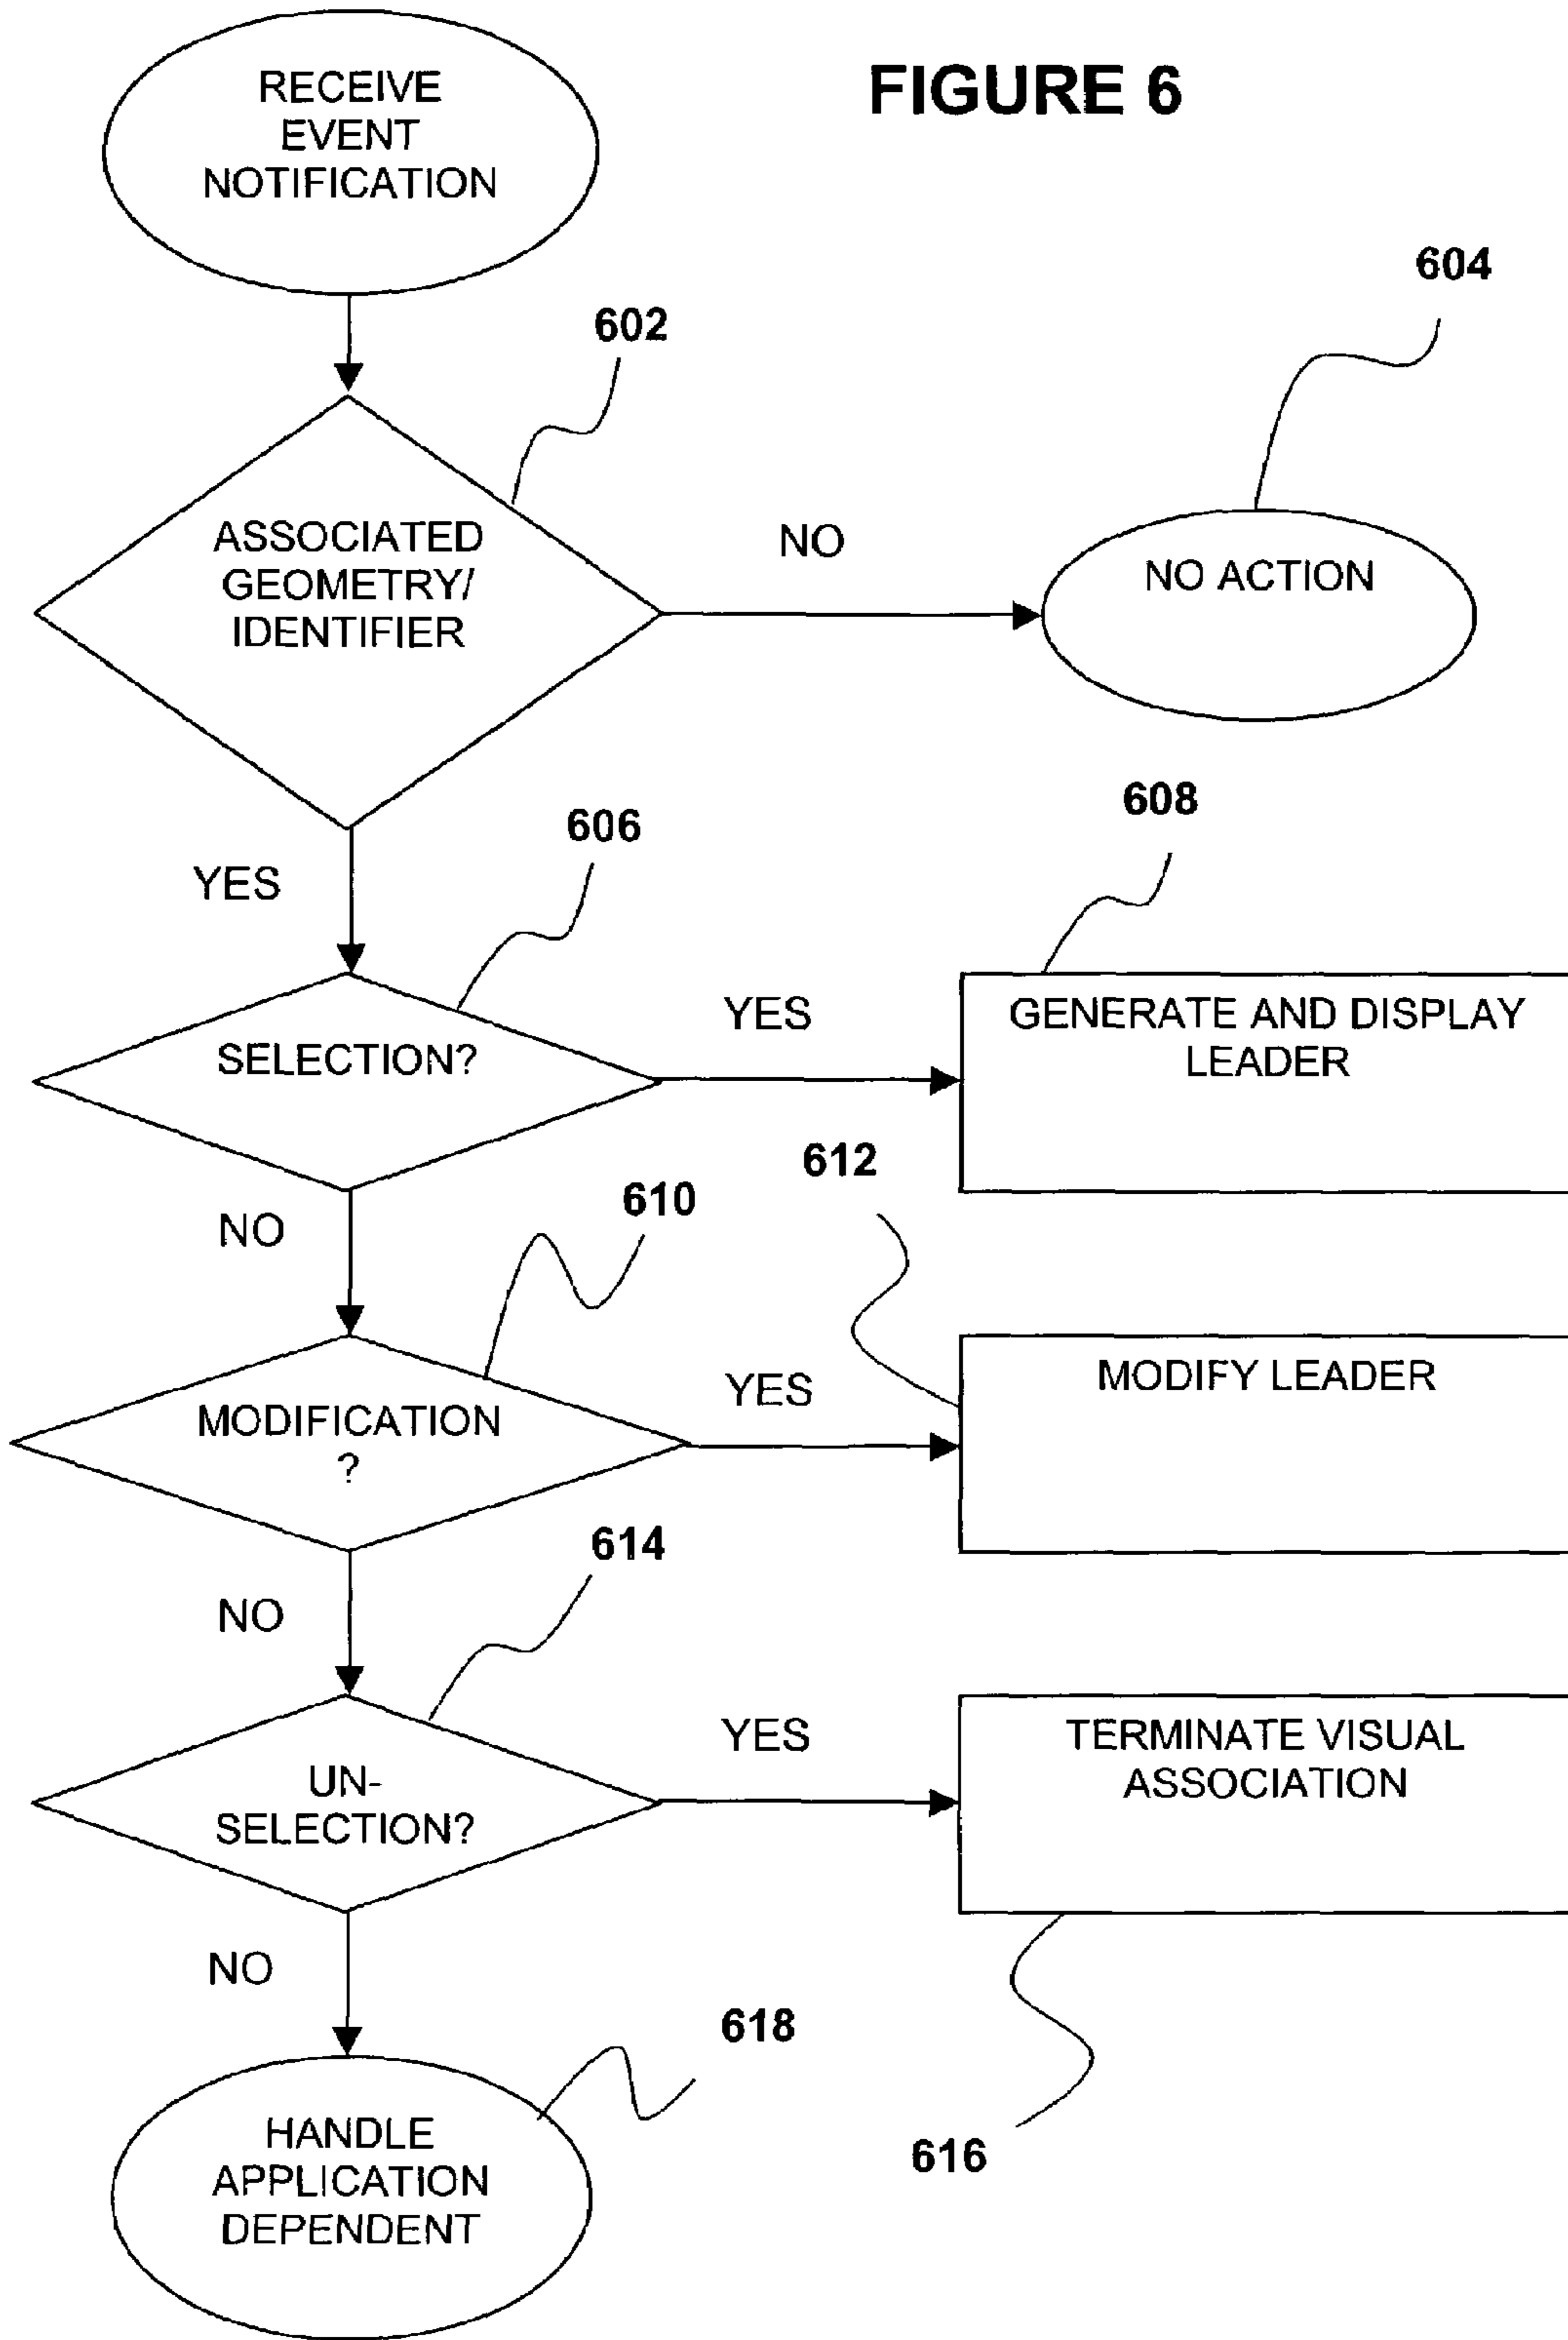 FIGURE 6
RECEIVE
EVENT
NOTIFICATION
602
604
ASSOCIATED
GEOMETRY/
IDENTIFIER
NO
NO ACTION
YES
606
608
SELECTION?
YES
GENERATE AND DISPLAY
LEADER
NO
610
612
MODIFICATION
?
YES
MODIFY LEADER
NO
614
UN-
SELECTION?
YES
TERMINATE VISUAL
ASSOCIATION
616
NO
618
HANDLE
APPLICATION
DEPENDENT